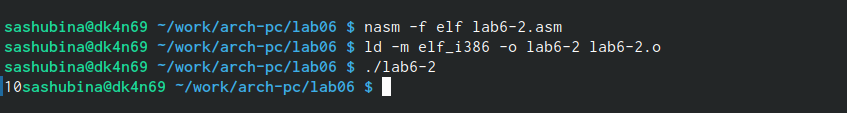 sashubina@dk4n69 ~/work/arch-pc/lab06 $ nasm -f elf lab6-2.asm
sashubina@dk4n69 ~/work/arch-pc/lab06 $ ld -m elf_i386 -o lab6-2 lab6-2.o
sashubina@dk4n69 ~/work/arch-pc/lab06 $ ./lab6-2
10sashubina@dk4n69 ~/work/arch-pc/lab06 $